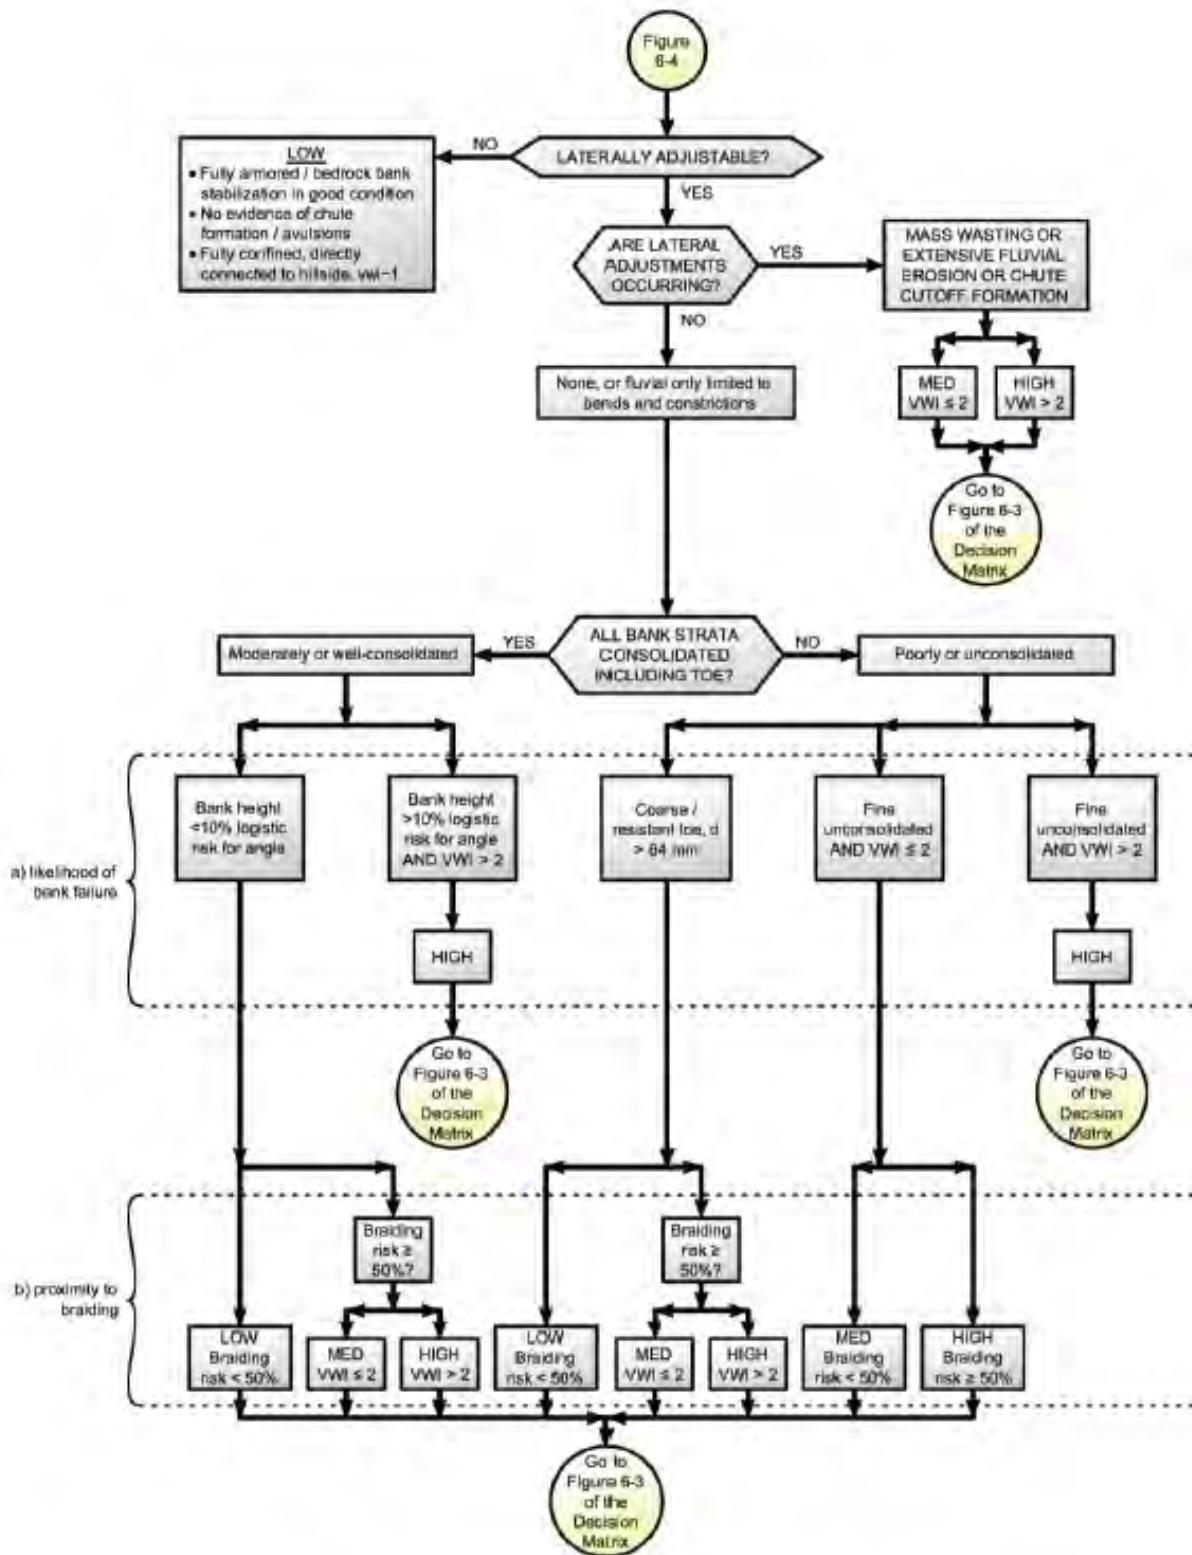 Figure
6-4
LATERALLY ADJUSTABLE?
NO
YES
LOW
• Fully armored / bedrock bank
stabilization in good condition
• No evidence of chute
formation / avulsions
• Fully confined, directly
connected to hillside, vwi~1
ARE LATERAL
ADJUSTMENTS
OCCURRING?
YES
NO
MASS WASTING OR
EXTENSIVE FLUVIAL
EROSION OR CHUTE
CUTOFF FORMATION
MED
VWI ≤ 2
HIGH
VWI > 2
Go to
Figure 6-3
of the
Decision
Matrix
None, or fluvial only limited to
bends and constrictions
ALL BANK STRATA
CONSOLIDATED
INCLUDING TOE?
YES
NO
Moderately or well-consolidated
Poorly or unconsolidated
a) likelihood of
bank failure
Bank height
<10% logistic
risk for angle
Bank height
>10% logistic
risk for angle
AND VWI > 2
Coarse /
resistant toe, d
> 64 mm
Fine
unconsolidated
AND VWI ≤ 2
Fine
unconsolidated
AND VWI > 2
HIGH
HIGH
Go to
Figure 6-3
of the
Decision
Matrix
Go to
Figure 6-3
of the
Decision
Matrix
b) proximity to
braiding
Braiding
risk ≥
50%?
Braiding
risk ≥
50%?
LOW
Braiding
risk < 50%
MED
VWI ≤ 2
HIGH
VWI > 2
LOW
Braiding
risk < 50%
MED
VWI ≤ 2
HIGH
VWI > 2
MED
Braiding
risk < 50%
HIGH
Braiding
risk ≥ 50%
Go to
Figure 6-3
of the
Decision
Matrix